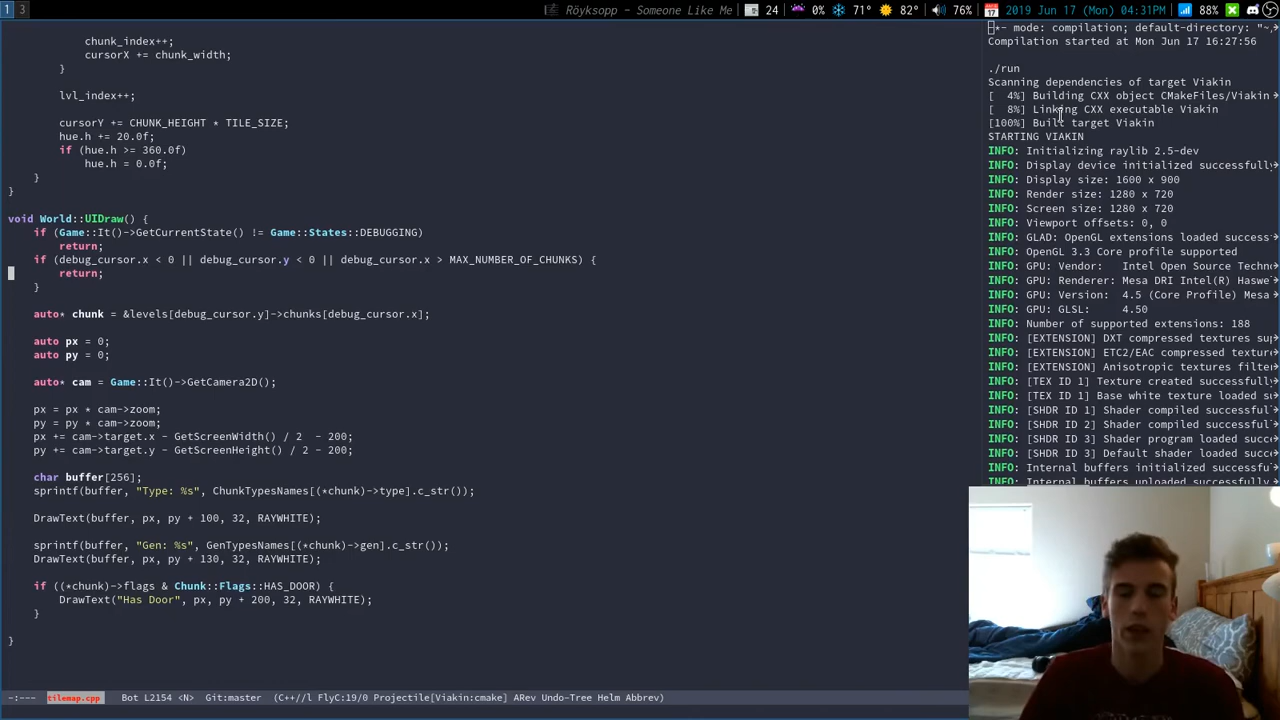 1 3 Röyksopp - Someone Like Me 24 0% 71° 82° 76% 2019 Jun 17 (Mon) 04:31PM 88%
chunk_index++;
cursorX += chunk_width;
}
lvl_index++;
cursorY += CHUNK_HEIGHT * TILE_SIZE;
hue.h += 20.0f;
if (hue.h >= 360.0f)
hue.h = 0.0f;
}
}
void World::UIDraw() {
if (Game::It()->GetCurrentState() != Game::States::DEBUGGING)
return;
if (debug_cursor.x < 0 || debug_cursor.y < 0 || debug_cursor.x > MAX_NUMBER_OF_CHUNKS) {
return;
}
auto* chunk = &levels[debug_cursor.y]->chunks[debug_cursor.x];
auto px = 0;
auto py = 0;
auto* cam = Game::It()->GetCamera2D();
px = px * cam->zoom;
py = py * cam->zoom;
px += cam->target.x - GetScreenWidth() / 2  - 200;
py += cam->target.y - GetScreenHeight() / 2 - 200;
char buffer[256];
sprintf(buffer, "Type: %s", ChunkTypesNames[(*chunk)->type].c_str());
DrawText(buffer, px, py + 100, 32, RAYWHITE);
sprintf(buffer, "Gen: %s", GenTypesNames[(*chunk)->gen].c_str());
DrawText(buffer, px, py + 130, 32, RAYWHITE);
if ((*chunk)->flags & Chunk::Flags::HAS_DOOR) {
DrawText("Has Door", px, py + 200, 32, RAYWHITE);
}
}
-:--- tilemap.cpp Bot L2154 <N> Git:master (C++//l FlyC:19/0 Projectile[Viakin:cmake] ARev Undo-Tree Helm Abbrev)
-*- mode: compilation; default-directory: "~/
Compilation started at Mon Jun 17 16:27:56
./run
Scanning dependencies of target Viakin
[  4%] Building CXX object CMakeFiles/Viakin
[  8%] Linking CXX executable Viakin
[100%] Built target Viakin
STARTING VIAKIN
INFO: Initializing raylib 2.5-dev
INFO: Display device initialized successfully
INFO: Display size: 1600 x 900
INFO: Render size: 1280 x 720
INFO: Screen size: 1280 x 720
INFO: Viewport offsets: 0, 0
INFO: GLAD: OpenGL extensions loaded success
INFO: OpenGL 3.3 Core profile supported
INFO: GPU: Vendor:   Intel Open Source Techn
INFO: GPU: Renderer: Mesa DRI Intel(R) Haswe
INFO: GPU: Version:  4.5 (Core Profile) Mesa
INFO: GPU: GLSL:     4.50
INFO: Number of supported extensions: 188
INFO: [EXTENSION] DXT compressed textures sup
INFO: [EXTENSION] ETC2/EAC compressed texture
INFO: [EXTENSION] Anisotropic textures filter
INFO: [TEX ID 1] Texture created successfully
INFO: [TEX ID 1] Base white texture loaded su
INFO: [SHDR ID 1] Shader compiled successful
INFO: [SHDR ID 2] Shader compiled successful
INFO: [SHDR ID 3] Shader program loaded succ
INFO: [SHDR ID 3] Default shader loaded succ
INFO: Internal buffers initialized successfu
INFO: Internal buffers uploaded successfully